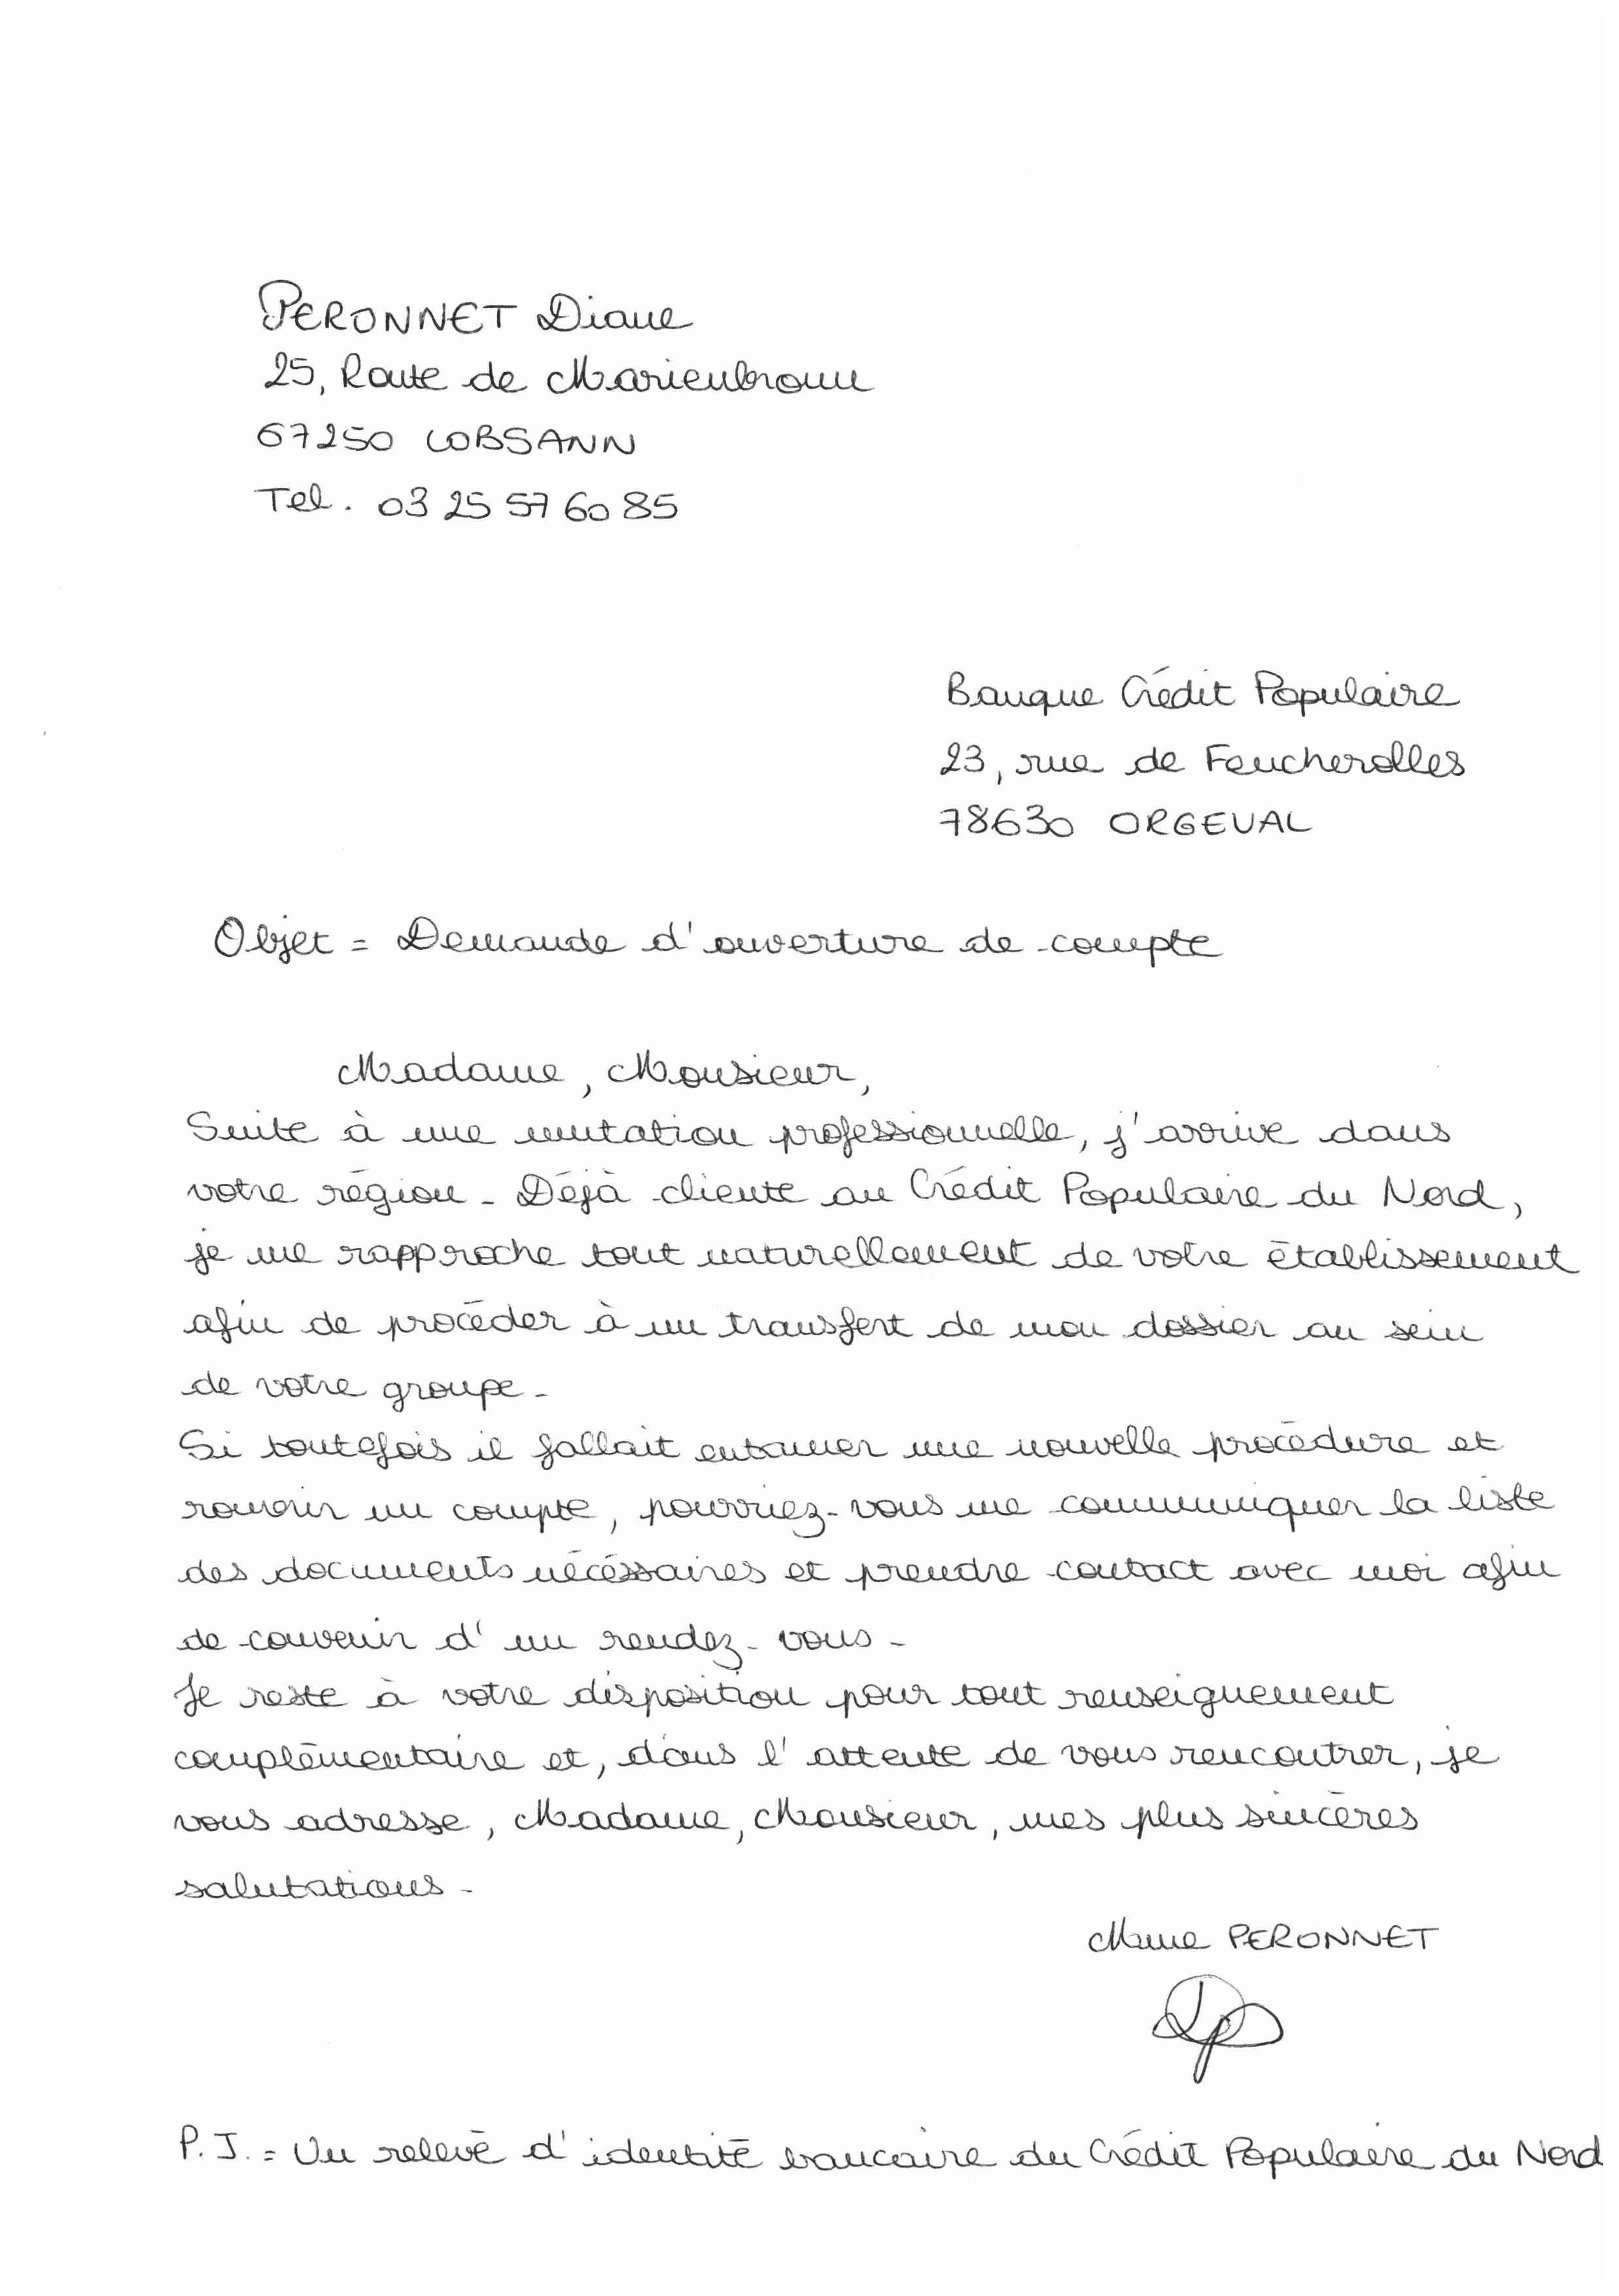 PERONNET Diane
25, Route de Marienbronn
67250 LOBSANN
Tel. 03 25 57 60 85
Banque Crédit Populaire
23, rue de Feucherolles
78630 ORGEVAL
Objet = Demande d'ouverture de compte
Madame, Monsieur,
Suite à une mutation professionnelle, j'arrive dans
votre région. Déjà cliente au Crédit Populaire du Nord,
je me rapproche tout naturellement de votre établissement
afin de procéder à un transfert de mon dossier au sein
de votre groupe.
Si toutefois il fallait entamer une nouvelle procédure et
rouvrir un compte, pourriez-vous me communiquer la liste
des documents nécéssaires et prendre contact avec moi afin
de convenir d'un rendez-vous.
Je reste à votre disposition pour tout renseignement
complémentaire et, dans l'attente de vous rencontrer, je
vous adresse, Madame, Monsieur, mes plus sincères
salutations.
Mme PERONNET
P.J. = Un relevé d'identité bancaire du Crédit Populaire du Nord